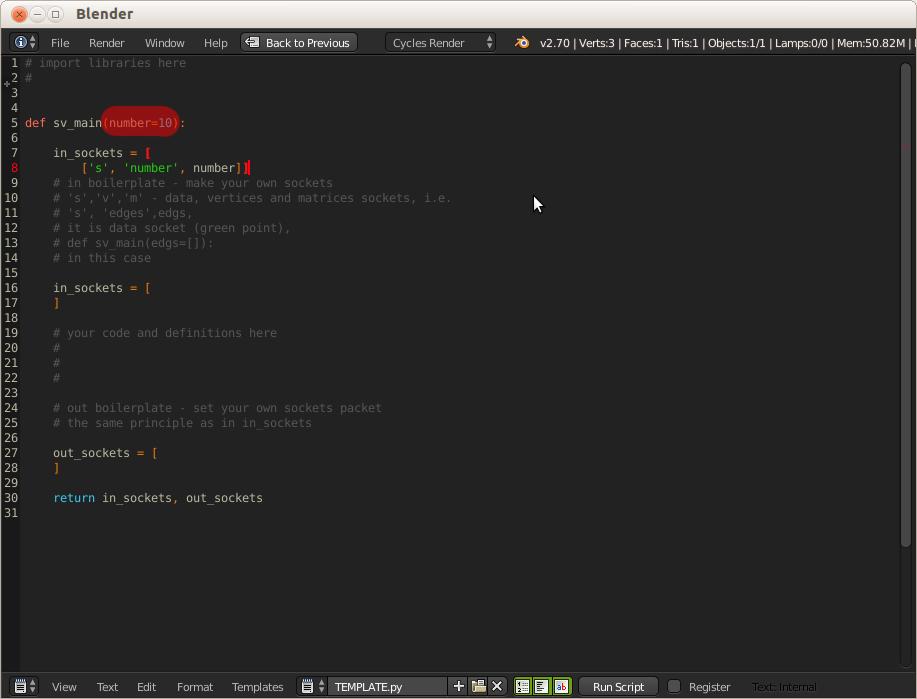 Blender
File Render Window Help Back to Previous Cycles Render v2.70 | Verts:3 | Faces:1 | Tris:1 | Objects:1/1 | Lamps:0/0 | Mem:50.82M |
1 # import libraries here
2 #
3
4
5 def sv_main(number=10):
6
7 in_sockets = [
8 ['s', 'number', number]]
9 # in boilerplate - make your own sockets
10 # 's','v','m' - data, vertices and matrices sockets, i.e.
11 # 's', 'edges',edgs,
12 # it is data socket (green point),
13 # def sv_main(edgs=[]):
14 # in this case
15
16 in_sockets = [
17 ]
18
19 # your code and definitions here
20 #
21 #
22 #
23
24 # out boilerplate - set your own sockets packet
25 # the same principle as in in_sockets
26
27 out_sockets = [
28 ]
29
30 return in_sockets, out_sockets
31
View Text Edit Format Templates TEMPLATE.py Run Script Register Text: Internal